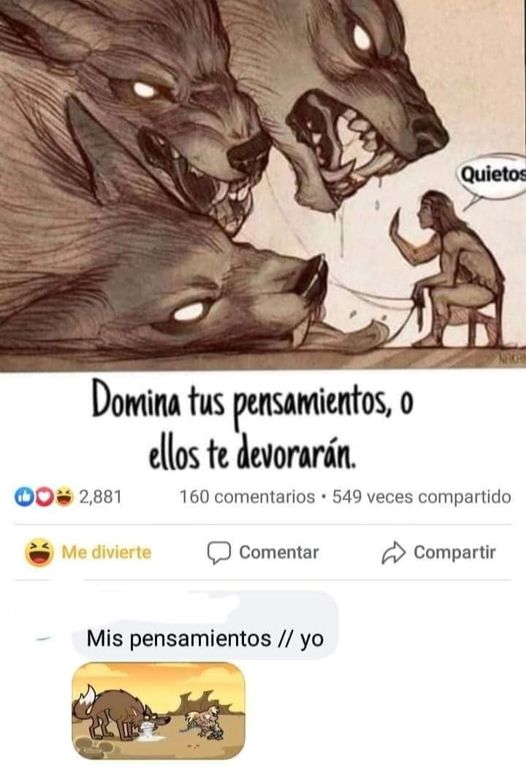 Quietos
Domina tus pensamientos, o
ellos te devorarán.
2,881
160 comentarios • 549 veces compartido
Me divierte
Comentar
Compartir
Mis pensamientos // yo